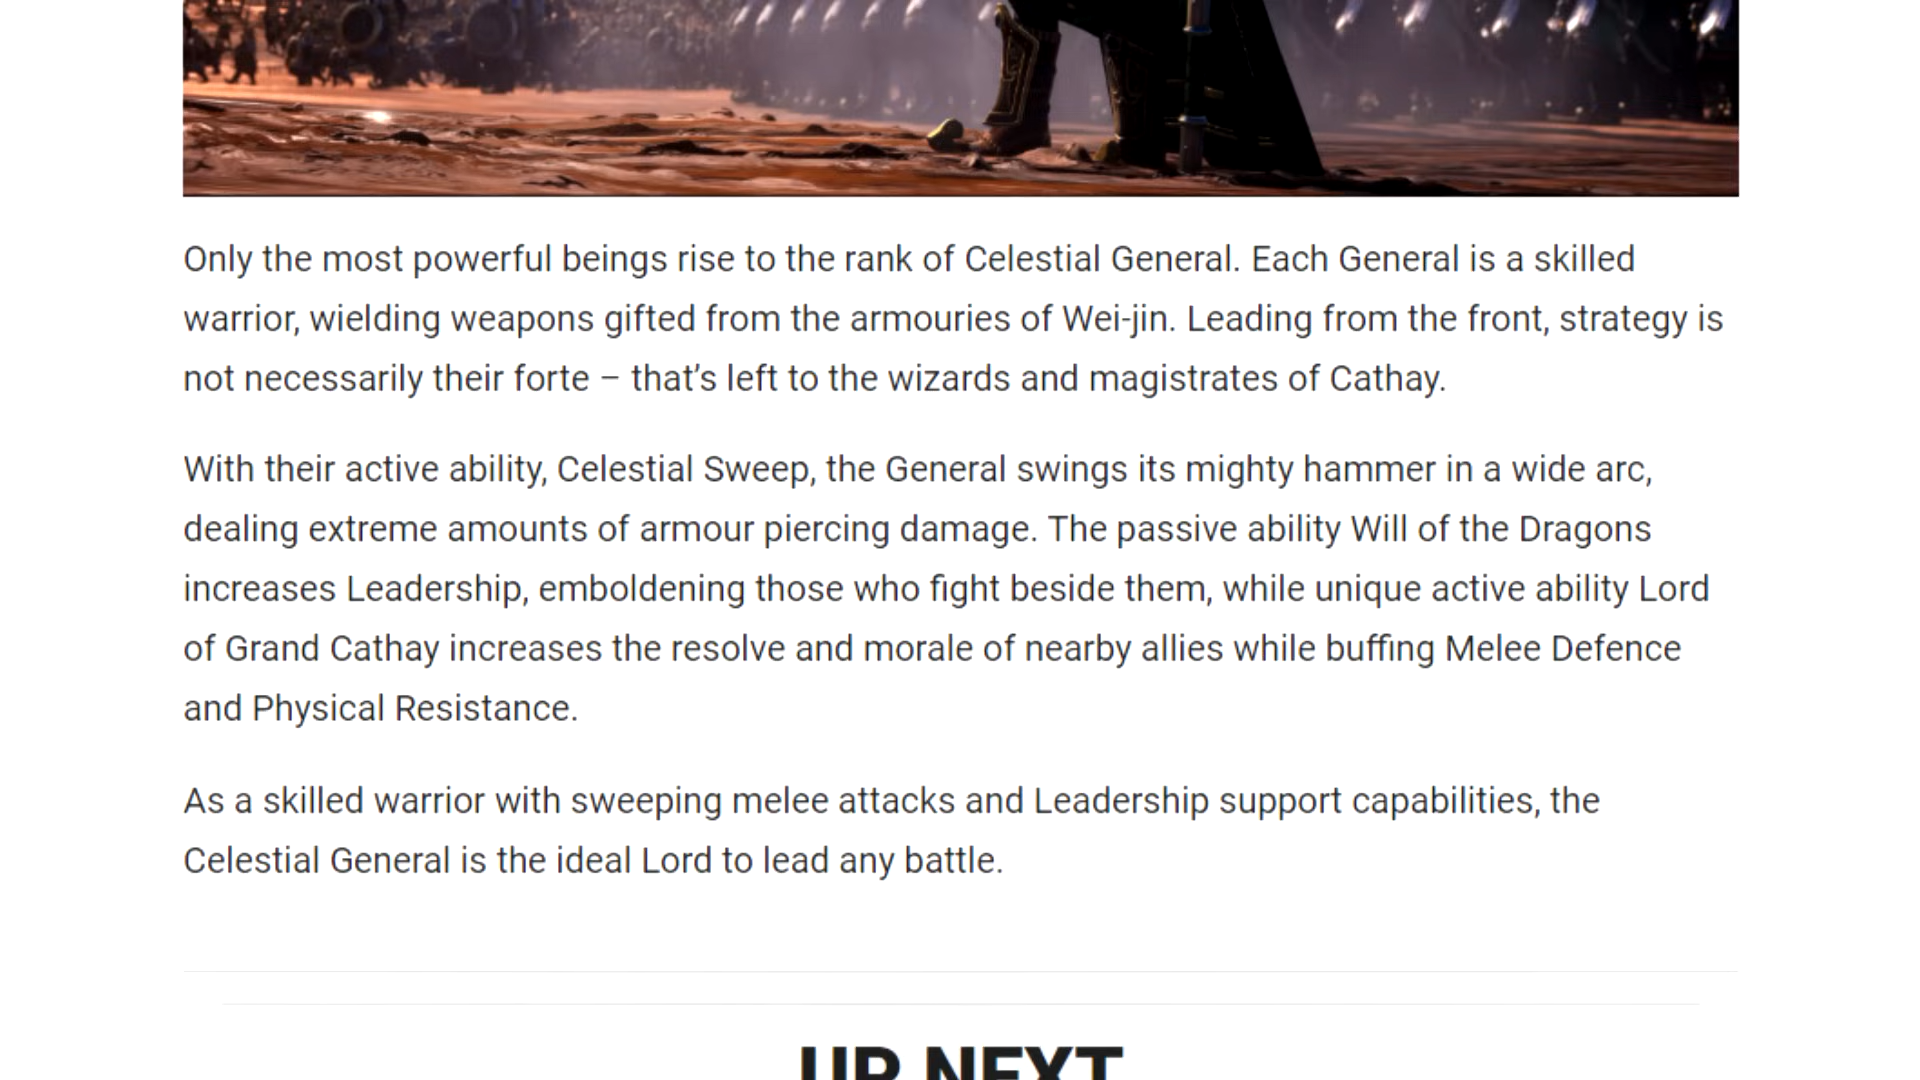 Only the most powerful beings rise to the rank of Celestial General. Each General is a skilled
warrior, wielding weapons gifted from the armouries of Wei-jin. Leading from the front, strategy is
not necessarily their forte – that’s left to the wizards and magistrates of Cathay.
With their active ability, Celestial Sweep, the General swings its mighty hammer in a wide arc,
dealing extreme amounts of armour piercing damage. The passive ability Will of the Dragons
increases Leadership, emboldening those who fight beside them, while unique active ability Lord
of Grand Cathay increases the resolve and morale of nearby allies while buffing Melee Defence
and Physical Resistance.
As a skilled warrior with sweeping melee attacks and Leadership support capabilities, the
Celestial General is the ideal Lord to lead any battle.
UP NEXT